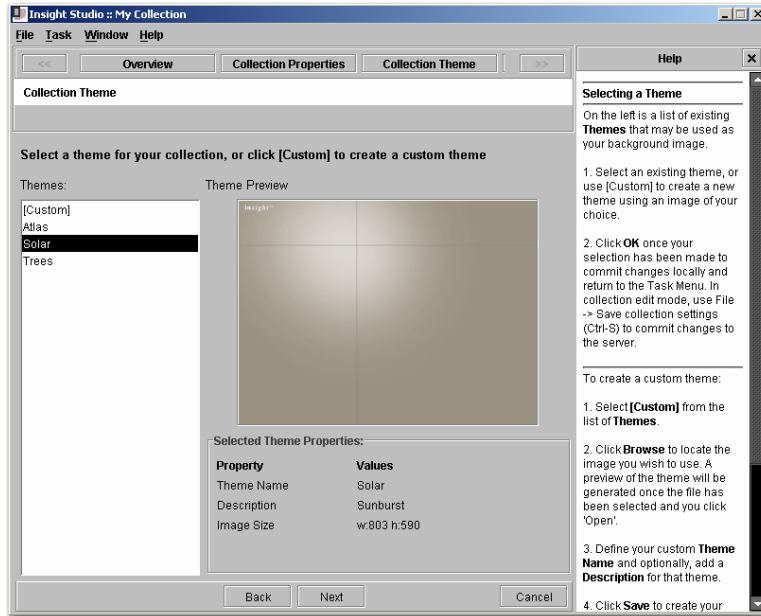 Insight Studio :: My Collection
File Task Window Help
<< Overview Collection Properties Collection Theme >>
Collection Theme
Select a theme for your collection, or click [Custom] to create a custom theme
Themes:
[Custom]
Atlas
Solar
Trees
Theme Preview
insight™
Selected Theme Properties:
Property Values
Theme Name Solar
Description Sunburst
Image Size w:803 h:590
Back Next Cancel
Help
Selecting a Theme
On the left is a list of existing
Themes that may be used as
your background image.
1. Select an existing theme, or
use [Custom] to create a new
theme using an image of your
choice.
2. Click OK once your
selection has been made to
commit changes locally and
return to the Task Menu. In
collection edit mode, use File
-> Save collection settings
(Ctrl-S) to commit changes to
the server.
To create a custom theme:
1. Select [Custom] from the
list of Themes.
2. Click Browse to locate the
image you wish to use. A
preview of the theme will be
generated once the file has
been selected and you click
'Open'.
3. Define your custom Theme
Name and optionally, add a
Description for that theme.
4. Click Save to create your